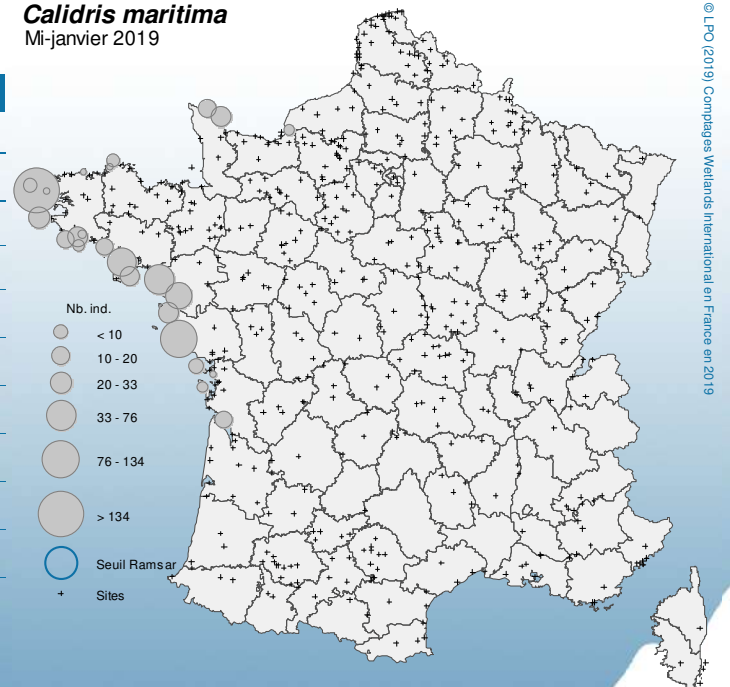 Calidris maritima
Mi-janvier 2019
Nb. ind.
< 10
10 - 20
20 - 33
33 - 76
76 - 134
> 134
Seuil Ramsar
Sites
© LPO (2019) Comptages Wetlands International en France en 2019